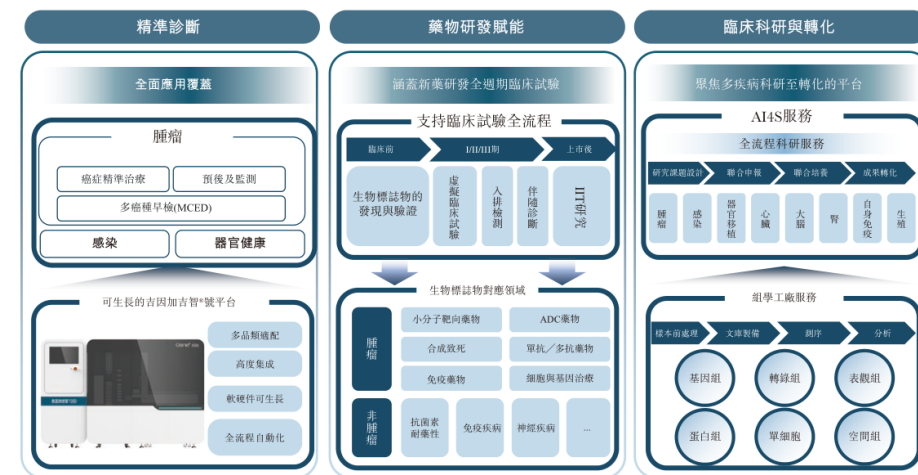 精準診斷
全面應用覆蓋
腫瘤
癌症精準治療
預後及監測
多癌種早檢(MCED)
感染
器官健康
可生長的吉因加吉智®號平台
多品類適配
高度集成
軟硬件可生長
全流程自動化
藥物研發賦能
涵蓋新藥研發全週期臨床試驗
支持臨床試驗全流程
臨床前
I/II/III期
上市後
生物標誌物的
發現與驗證
虛擬臨床試驗
入排檢測
伴隨診斷
IIT研究
生物標誌物對應領域
腫瘤
小分子靶向藥物
ADC藥物
合成致死
單抗／多抗藥物
免疫藥物
細胞與基因治療
非腫瘤
抗菌素
耐藥性
免疫疾病
神經疾病
...
臨床科研與轉化
聚焦多疾病科研至轉化的平台
AI4S服務
全流程科研服務
研究課題設計
聯合申報
聯合培養
成果轉化
腫瘤
感染
器官移植
心臟
大腦
腎
自身免疫
生殖
組學工廠服務
樣本前處理
文庫製備
測序
分析
基因組
轉錄組
表觀組
蛋白組
單細胞
空間組